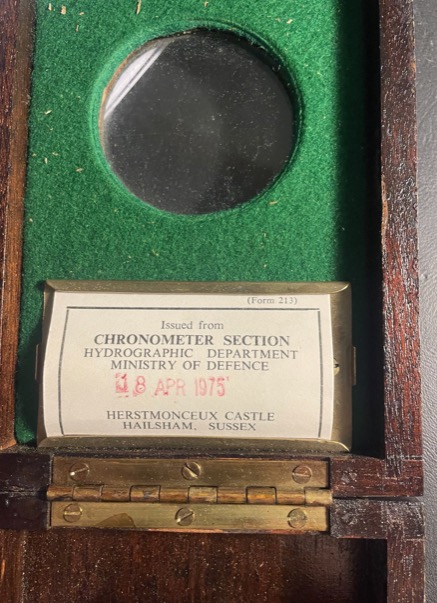 (Form 213)
Issued from
CHRONOMETER SECTION
HYDROGRAPHIC DEPARTMENT
MINISTRY OF DEFENCE
18 APR 1975
HERSTMONCEUX CASTLE
HAILSHAM, SUSSEX